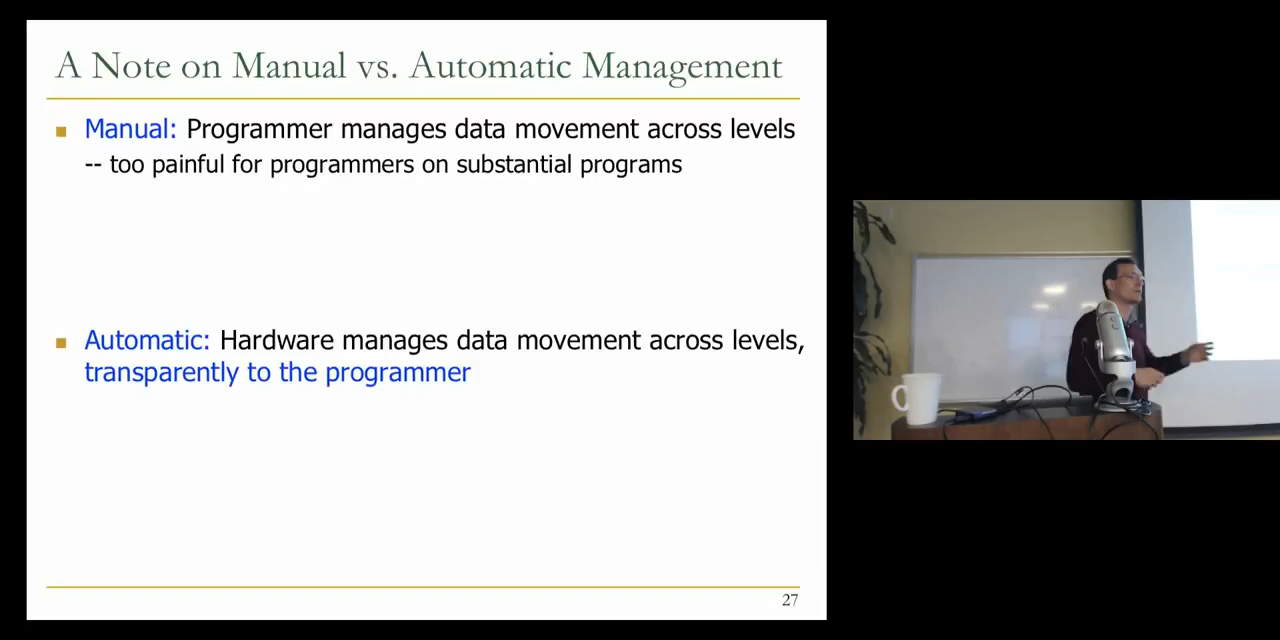 A Note on Manual vs. Automatic Management
Manual: Programmer manages data movement across levels
-- too painful for programmers on substantial programs
Automatic: Hardware manages data movement across levels,
transparently to the programmer
27